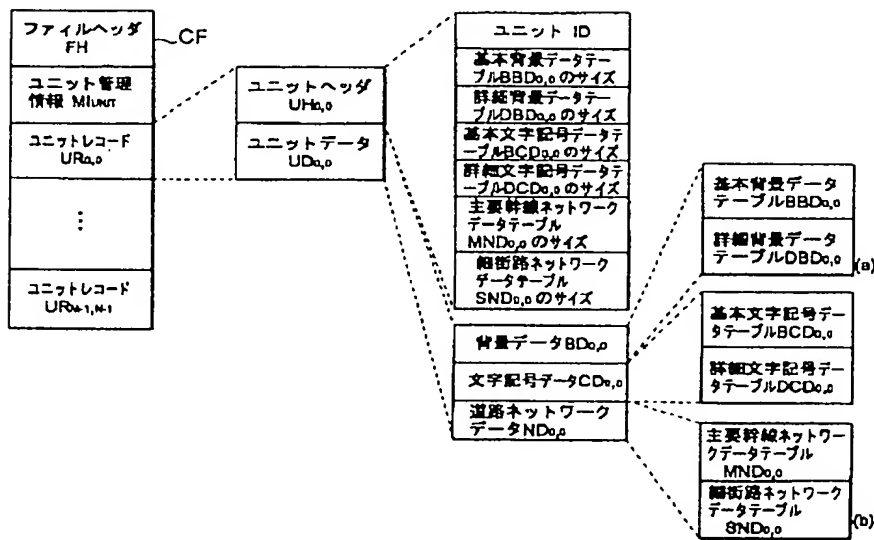 ファイルヘッダ
FH
CF
ユニット管理
情報 MIUNIT
ユニットレコード
UR0,0
⋮
ユニットレコード
URM-1,N-1
ユニットヘッダ
UH0,0
ユニットデータ
UD0,0
ユニット ID
基本背景データテー
ブルBBD0,0 のサイズ
詳細背景データテー
ブルDBD0,0 のサイズ
基本文字記号データテ
ーブルBCD0,0 のサイズ
詳細文字記号データテ
ーブルDCD0,0 のサイズ
主要幹線ネットワーク
データテーブル
MND0,0 のサイズ
細街路ネットワーク
データテーブル
SND0,0 のサイズ
背景データBD0,0
文字記号データCD0,0
道路ネットワーク
データND0,0
基本背景データ
テーブルBBD0,0
詳細背景データ
テーブルDBD0,0
(a)
基本文字記号デー
タテーブルBCD0,0
詳細文字記号デー
タテーブルDCD0,0
主要幹線ネットワー
クデータテーブル
MND0,0
細街路ネットワーク
データテーブル
SND0,0
(b)